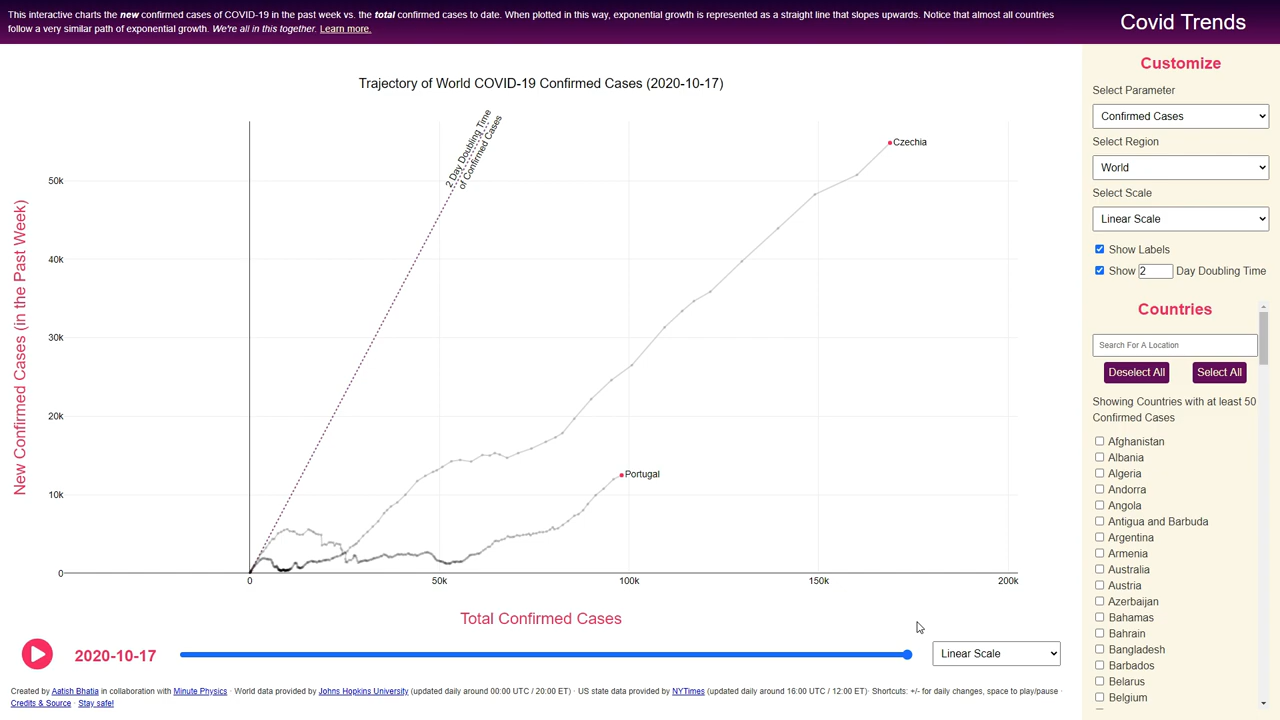 This interactive charts the new confirmed cases of COVID-19 in the past week vs. the total confirmed cases to date. When plotted in this way, exponential growth is represented as a straight line that slopes upwards. Notice that almost all countries
follow a very similar path of exponential growth. We're all in this together. Learn more.
Covid Trends
Trajectory of World COVID-19 Confirmed Cases (2020-10-17)
2 Day Doubling Time
of Confirmed Cases
Czechia
Portugal
New Confirmed Cases (in the Past Week)
50k
40k
30k
20k
10k
0
0
50k
100k
150k
200k
Total Confirmed Cases
2020-10-17
Linear Scale
Created by Aatish Bhatia in collaboration with Minute Physics · World data provided by Johns Hopkins University (updated daily around 00:00 UTC / 20:00 ET) · US state data provided by NYTimes (updated daily around 16:00 UTC / 12:00 ET)· Shortcuts: +/- for daily changes, space to play/pause ·
Credits & Source · Stay safe!
Customize
Select Parameter
Confirmed Cases
Select Region
World
Select Scale
Linear Scale
Show Labels
Show 2 Day Doubling Time
Countries
Search For A Location
Deselect All
Select All
Showing Countries with at least 50
Confirmed Cases
Afghanistan
Albania
Algeria
Andorra
Angola
Antigua and Barbuda
Argentina
Armenia
Australia
Austria
Azerbaijan
Bahamas
Bahrain
Bangladesh
Barbados
Belarus
Belgium